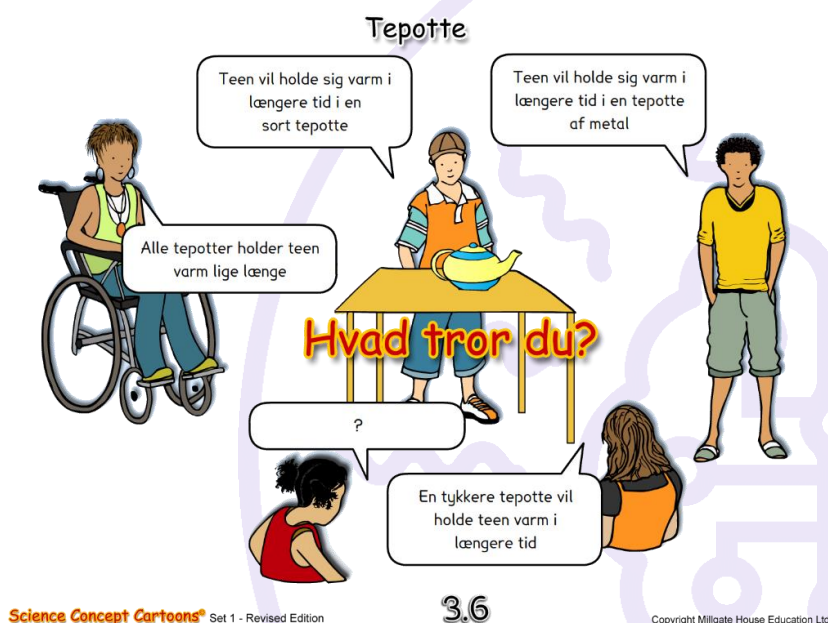 Tepotte
Teen vil holde sig varm i
længere tid i en
sort tepotte
Teen vil holde sig varm i
længere tid i en tepotte
af metal
Alle tepotter holder teen
varm lige længe
Hvad tror du?
?
En tykkere tepotte vil
holde teen varm i
længere tid
Science Concept Cartoons® Set 1 - Revised Edition
3.6
Copyright Millgate House Education Ltd